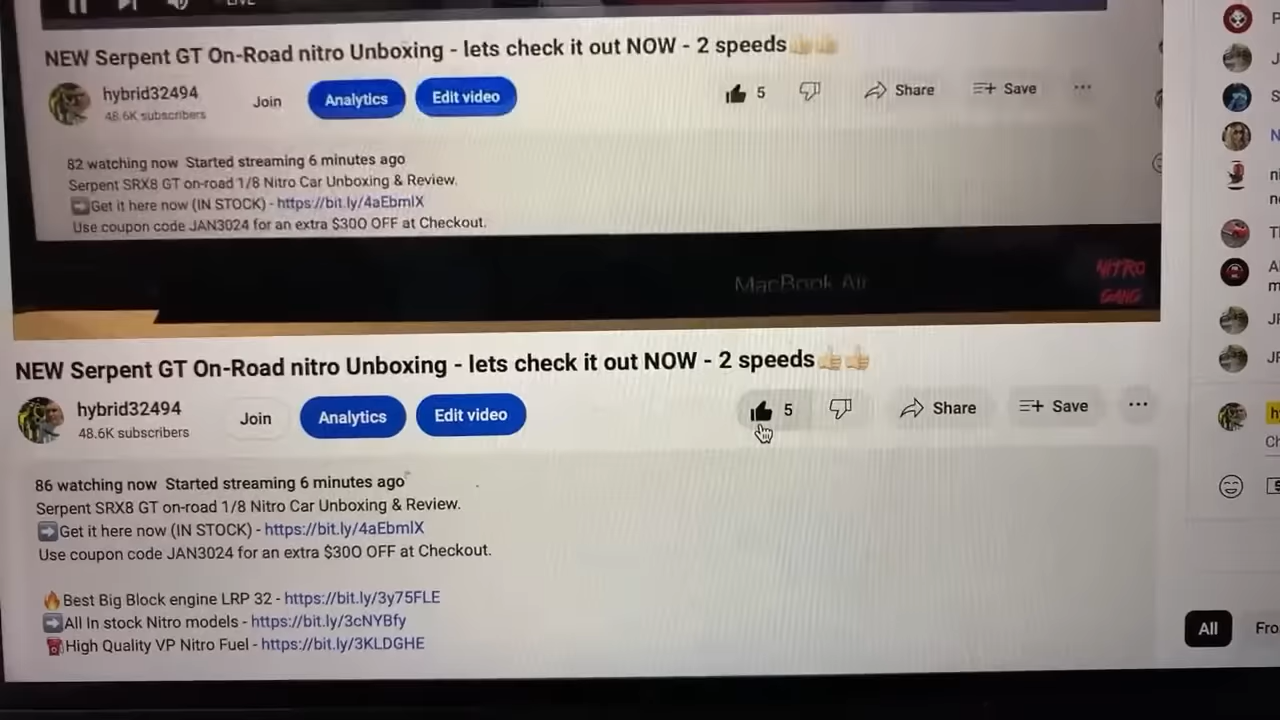 LIVE
NEW Serpent GT On-Road nitro Unboxing - lets check it out NOW - 2 speeds👍🏻👍🏻
hybrid32494
48.6K subscribers
Join
Analytics
Edit video
5
Share
Save
...
82 watching now Started streaming 6 minutes ago
Serpent SRX8 GT on-road 1/8 Nitro Car Unboxing & Review.
➡️Get it here now (IN STOCK) - https://bit.ly/4aEbmlX
Use coupon code JAN3024 for an extra $300 OFF at Checkout.
MacBook Air
NITRO
GANG
NEW Serpent GT On-Road nitro Unboxing - lets check it out NOW - 2 speeds👍🏻👍🏻
hybrid32494
48.6K subscribers
Join
Analytics
Edit video
5
Share
Save
...
86 watching now Started streaming 6 minutes ago
Serpent SRX8 GT on-road 1/8 Nitro Car Unboxing & Review.
➡️Get it here now (IN STOCK) - https://bit.ly/4aEbmlX
Use coupon code JAN3024 for an extra $300 OFF at Checkout.
🔥Best Big Block engine LRP 32 - https://bit.ly/3y75FLE
➡️All In stock Nitro models - https://bit.ly/3cNYBfy
⛽High Quality VP Nitro Fuel - https://bit.ly/3KLDGHE
All